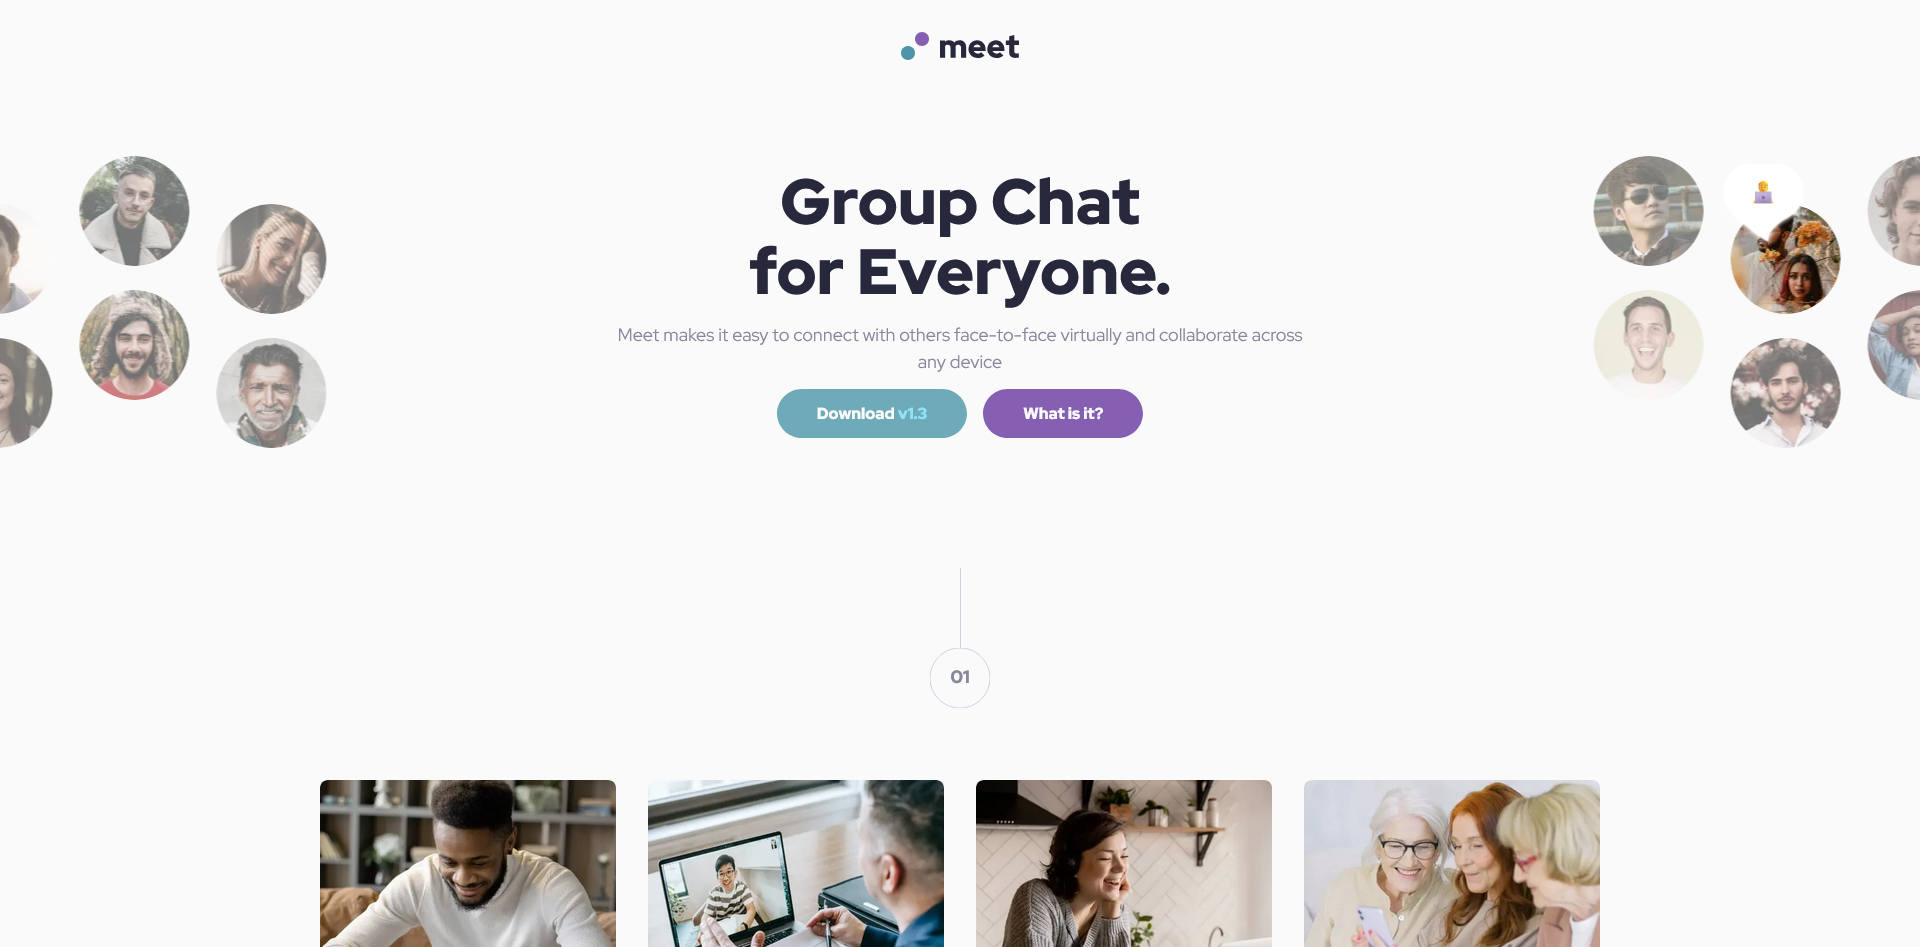 meet
Group Chat
for Everyone.
Meet makes it easy to connect with others face-to-face virtually and collaborate across
any device
Download v1.3
What is it?
01